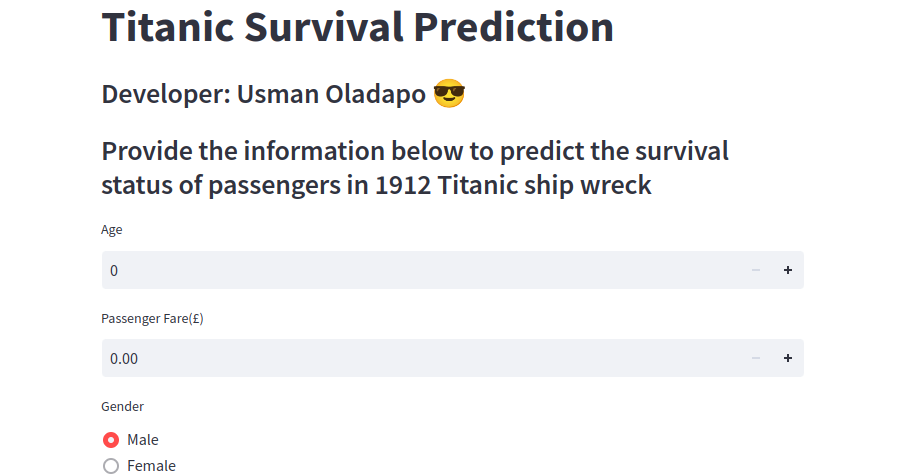 Titanic Survival Prediction
Developer: Usman Oladapo 😎
Provide the information below to predict the survival
status of passengers in 1912 Titanic ship wreck
Age
0
Passenger Fare(£)
0.00
Gender
Male
Female